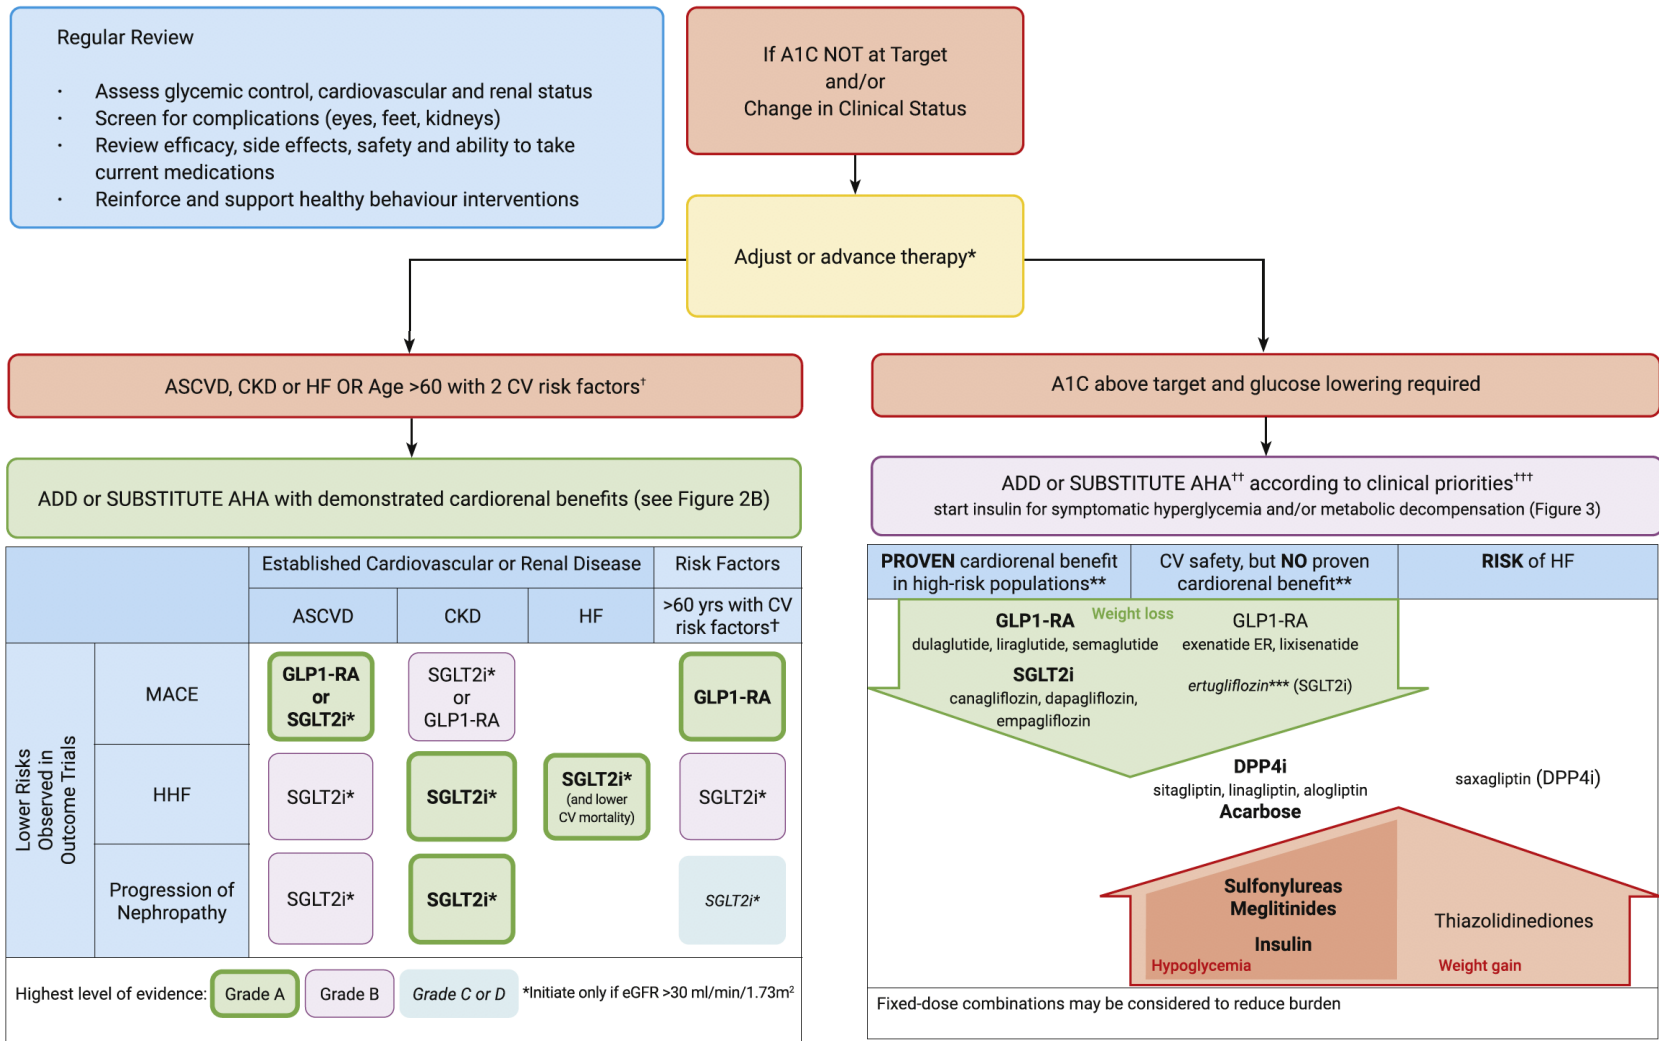 Regular Review
· Assess glycemic control, cardiovascular and renal status
· Screen for complications (eyes, feet, kidneys)
· Review efficacy, side effects, safety and ability to take
current medications
· Reinforce and support healthy behaviour interventions
If A1C NOT at Target
and/or
Change in Clinical Status
Adjust or advance therapy*
ASCVD, CKD or HF OR Age >60 with 2 CV risk factors†
ADD or SUBSTITUTE AHA with demonstrated cardiorenal benefits (see Figure 2B)
Established Cardiovascular or Renal Disease
Risk Factors
ASCVD
CKD
HF
>60 yrs with CV
risk factors†
Lower Risks
Observed in
Outcome Trials
MACE
GLP1-RA
or
SGLT2i*
SGLT2i*
or
GLP1-RA
GLP1-RA
HHF
SGLT2i*
SGLT2i*
SGLT2i*
(and lower
CV mortality)
SGLT2i*
Progression of
Nephropathy
SGLT2i*
SGLT2i*
SGLT2i*
Highest level of evidence:
Grade A
Grade B
Grade C or D
*Initiate only if eGFR >30 ml/min/1.73m²
A1C above target and glucose lowering required
ADD or SUBSTITUTE AHA†† according to clinical priorities†††
start insulin for symptomatic hyperglycemia and/or metabolic decompensation (Figure 3)
PROVEN cardiorenal benefit
in high-risk populations**
CV safety, but NO proven
cardiorenal benefit**
RISK of HF
Weight loss
GLP1-RA
dulaglutide, liraglutide, semaglutide
SGLT2i
canagliflozin, dapagliflozin,
empagliflozin
GLP1-RA
exenatide ER, lixisenatide
ertugliflozin*** (SGLT2i)
DPP4i
sitagliptin, linagliptin, alogliptin
Acarbose
saxagliptin (DPP4i)
Sulfonylureas
Meglitinides
Insulin
Hypoglycemia
Thiazolidinediones
Weight gain
Fixed-dose combinations may be considered to reduce burden